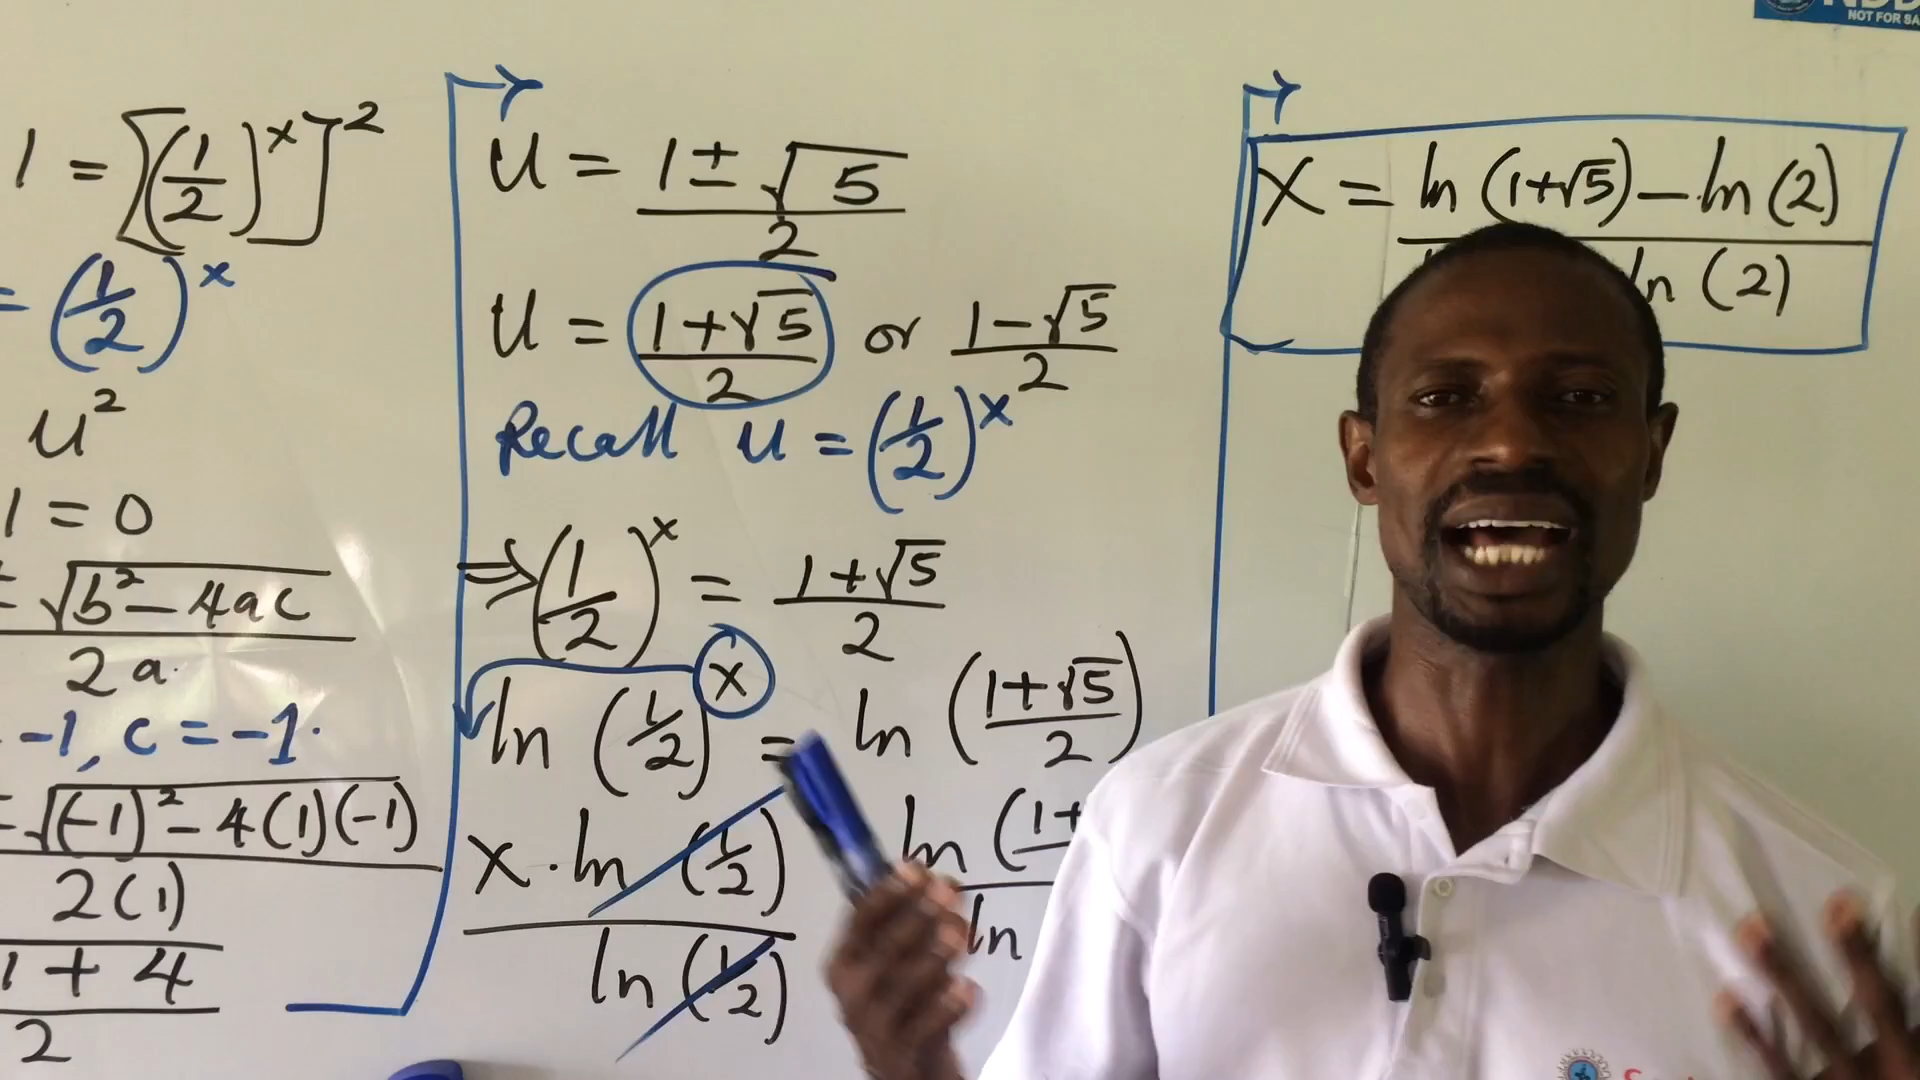 1 = [(1/2)^x]^2
= (1/2)^x
u^2
1 = 0
√(b^2 - 4ac)
2a.
-1, c = -1.
= √((-1)^2 - 4(1)(-1))
2(1)
1 + 4
2
u = (1 ± √5)/2
u = (1+√5)/2 or (1-√5)/2
Recall u = (1/2)^x
⇒ (1/2)^x = (1+√5)/2
ln (1/2)^x = ln ((1+√5)/2)
x · ln (1/2) ln (1+
ln (1/2) ln
x = ln (1+√5) - ln (2)
ln (2)
NOT FOR SA